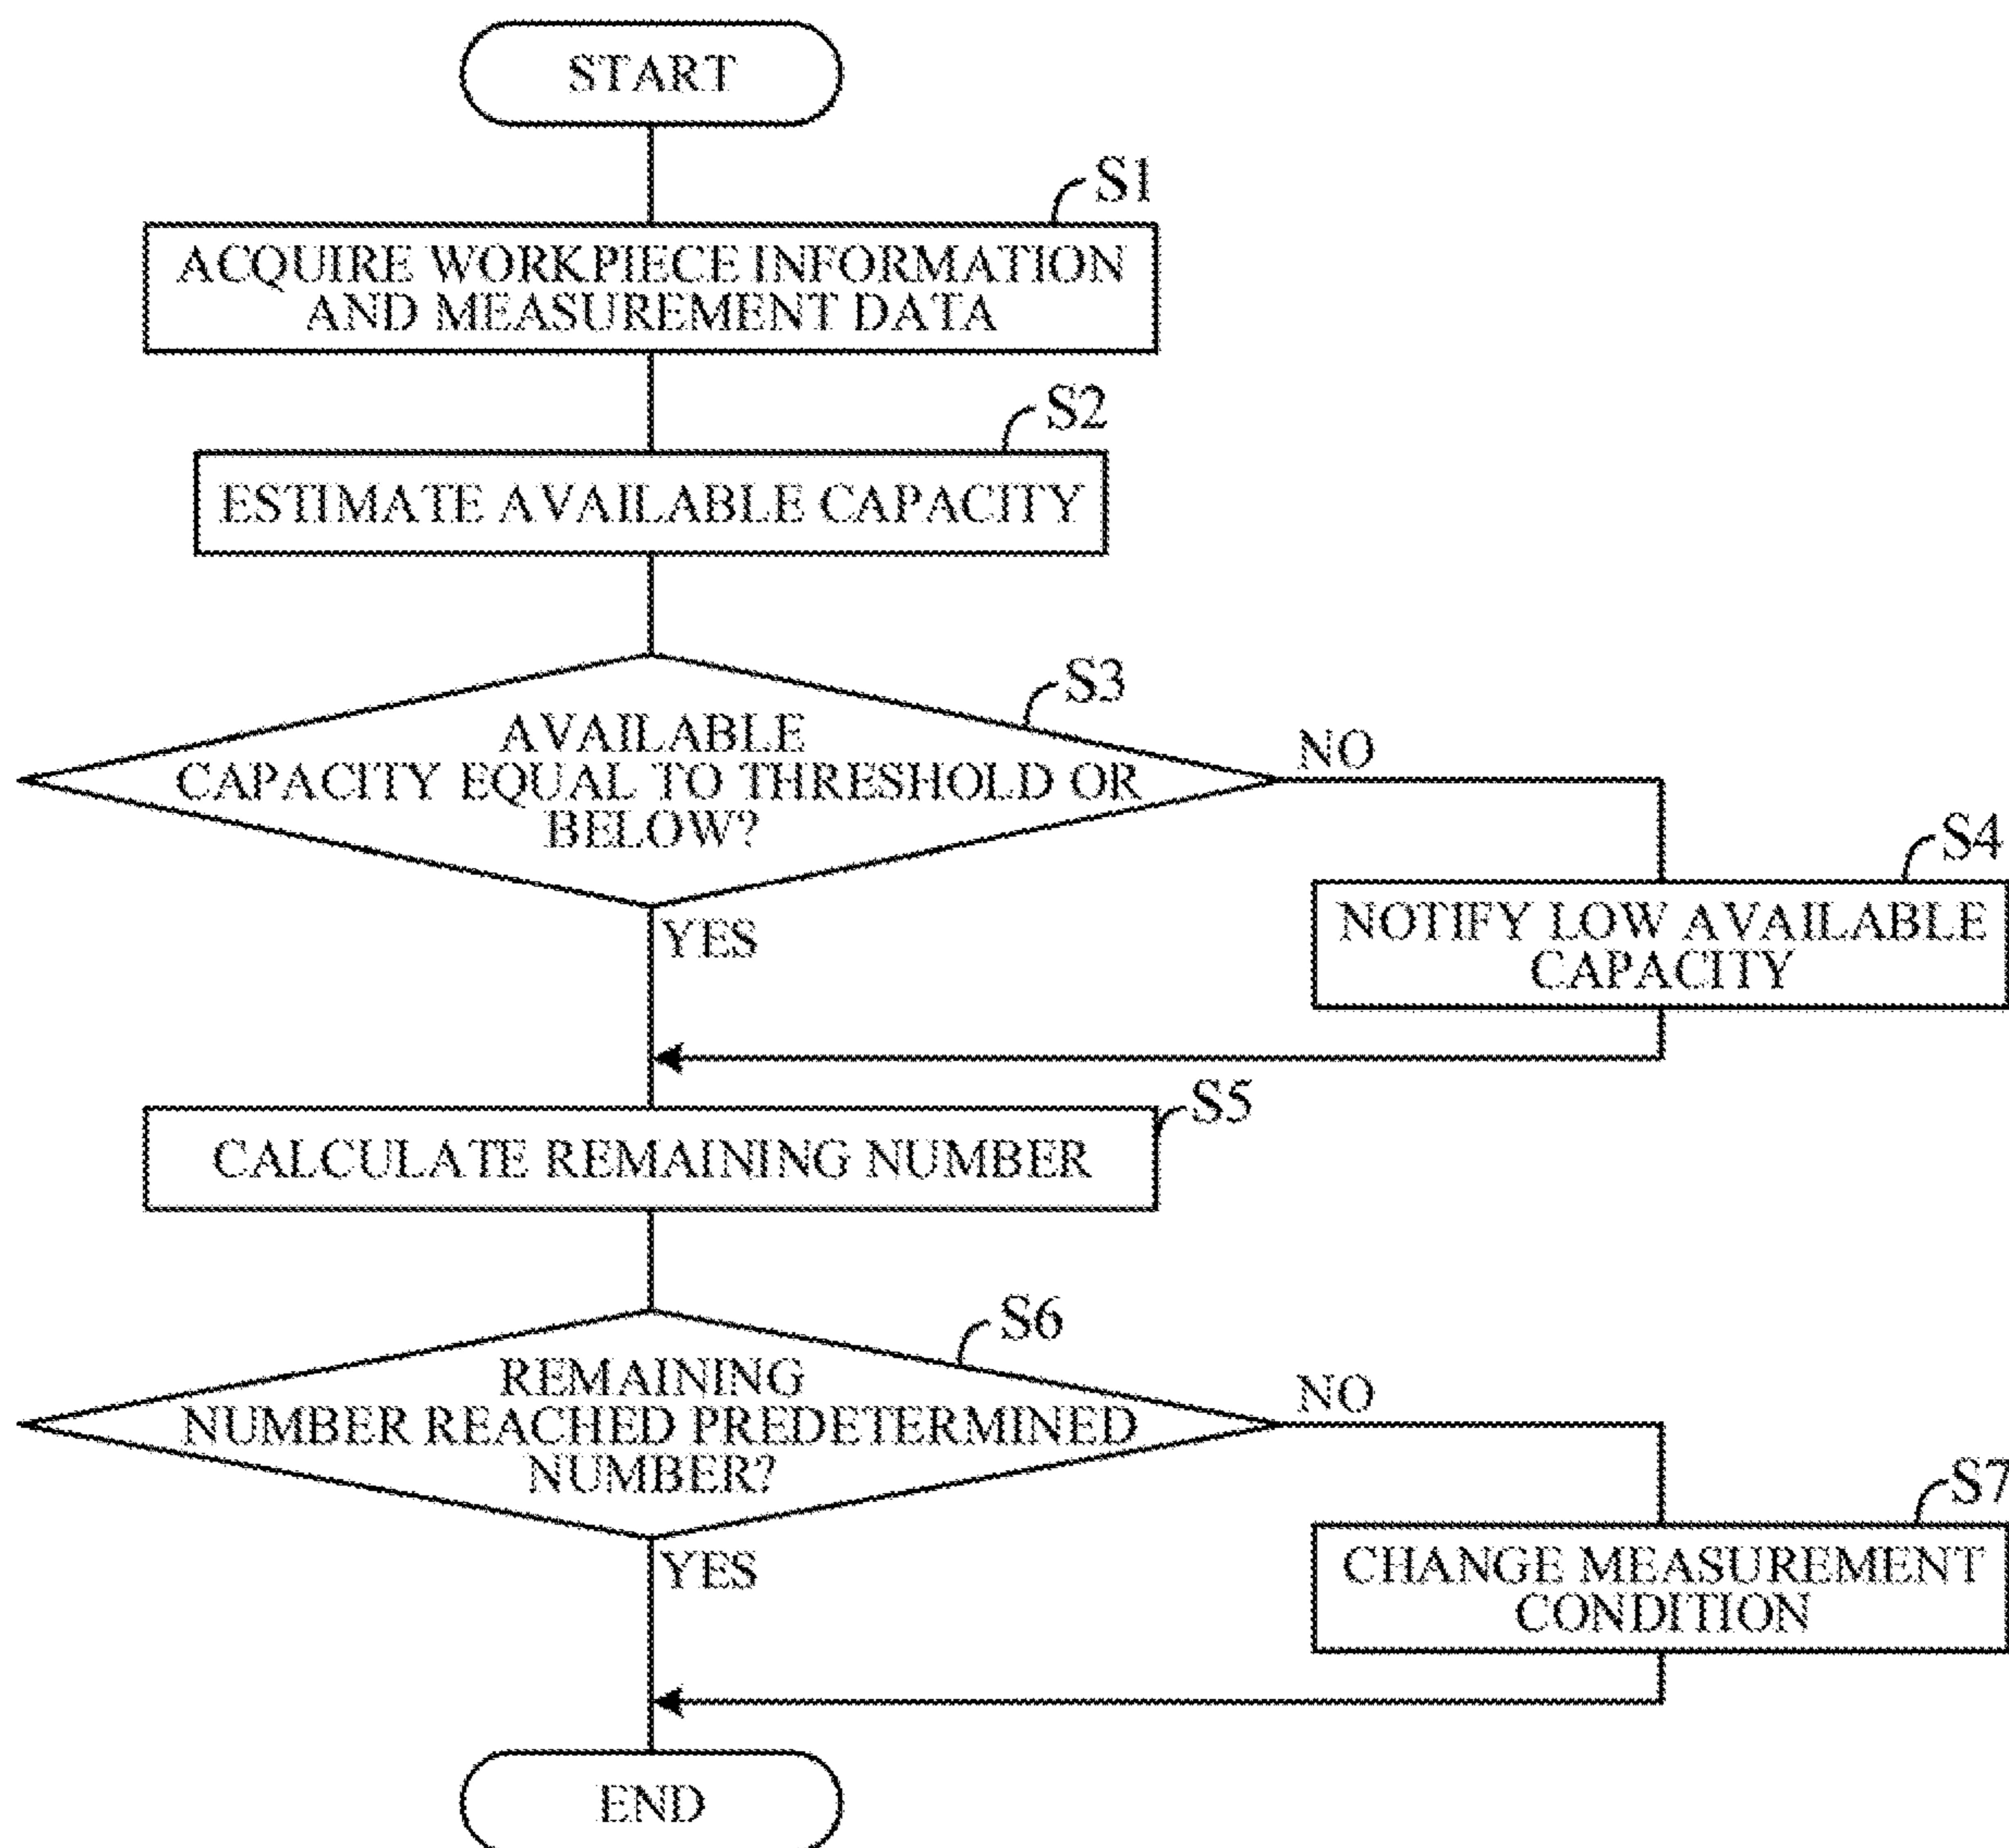 START
S1
ACQUIRE WORKPIECE INFORMATION
AND MEASUREMENT DATA
S2
ESTIMATE AVAILABLE CAPACITY
S3
AVAILABLE
CAPACITY EQUAL TO THRESHOLD OR
BELOW?
NO
YES
S4
NOTIFY LOW AVAILABLE
CAPACITY
S5
CALCULATE REMAINING NUMBER
S6
REMAINING
NUMBER REACHED PREDETERMINED
NUMBER?
NO
YES
S7
CHANGE MEASUREMENT
CONDITION
END